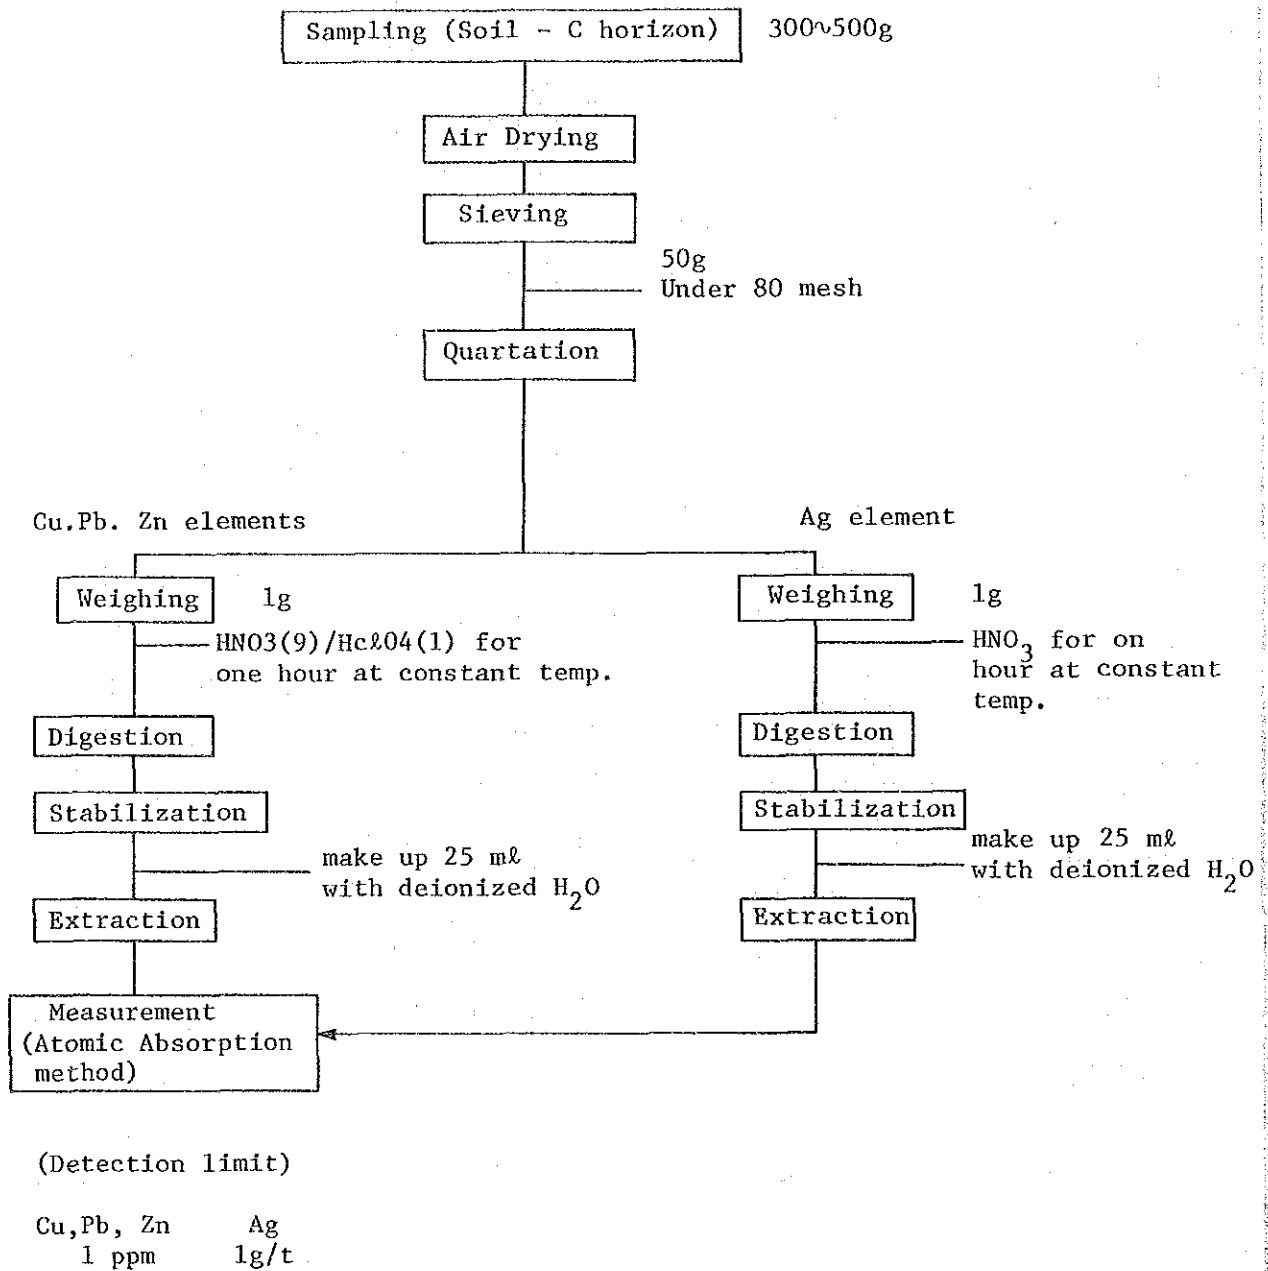 Sampling (Soil - C horizon) 300~500g
Air Drying
Sieving
50g
Under 80 mesh
Quartation
Cu.Pb. Zn elements
Weighing 1g
HNO3(9)/HcℓO4(1) for
one hour at constant temp.
Digestion
Stabilization
make up 25 mℓ
with deionized H₂O
Extraction
Ag element
Weighing 1g
HNO₃ for on
hour at constant
temp.
Digestion
Stabilization
make up 25 mℓ
with deionized H₂O
Extraction
Measurement
(Atomic Absorption
method)
(Detection limit)
Cu,Pb, Zn Ag
1 ppm 1g/t